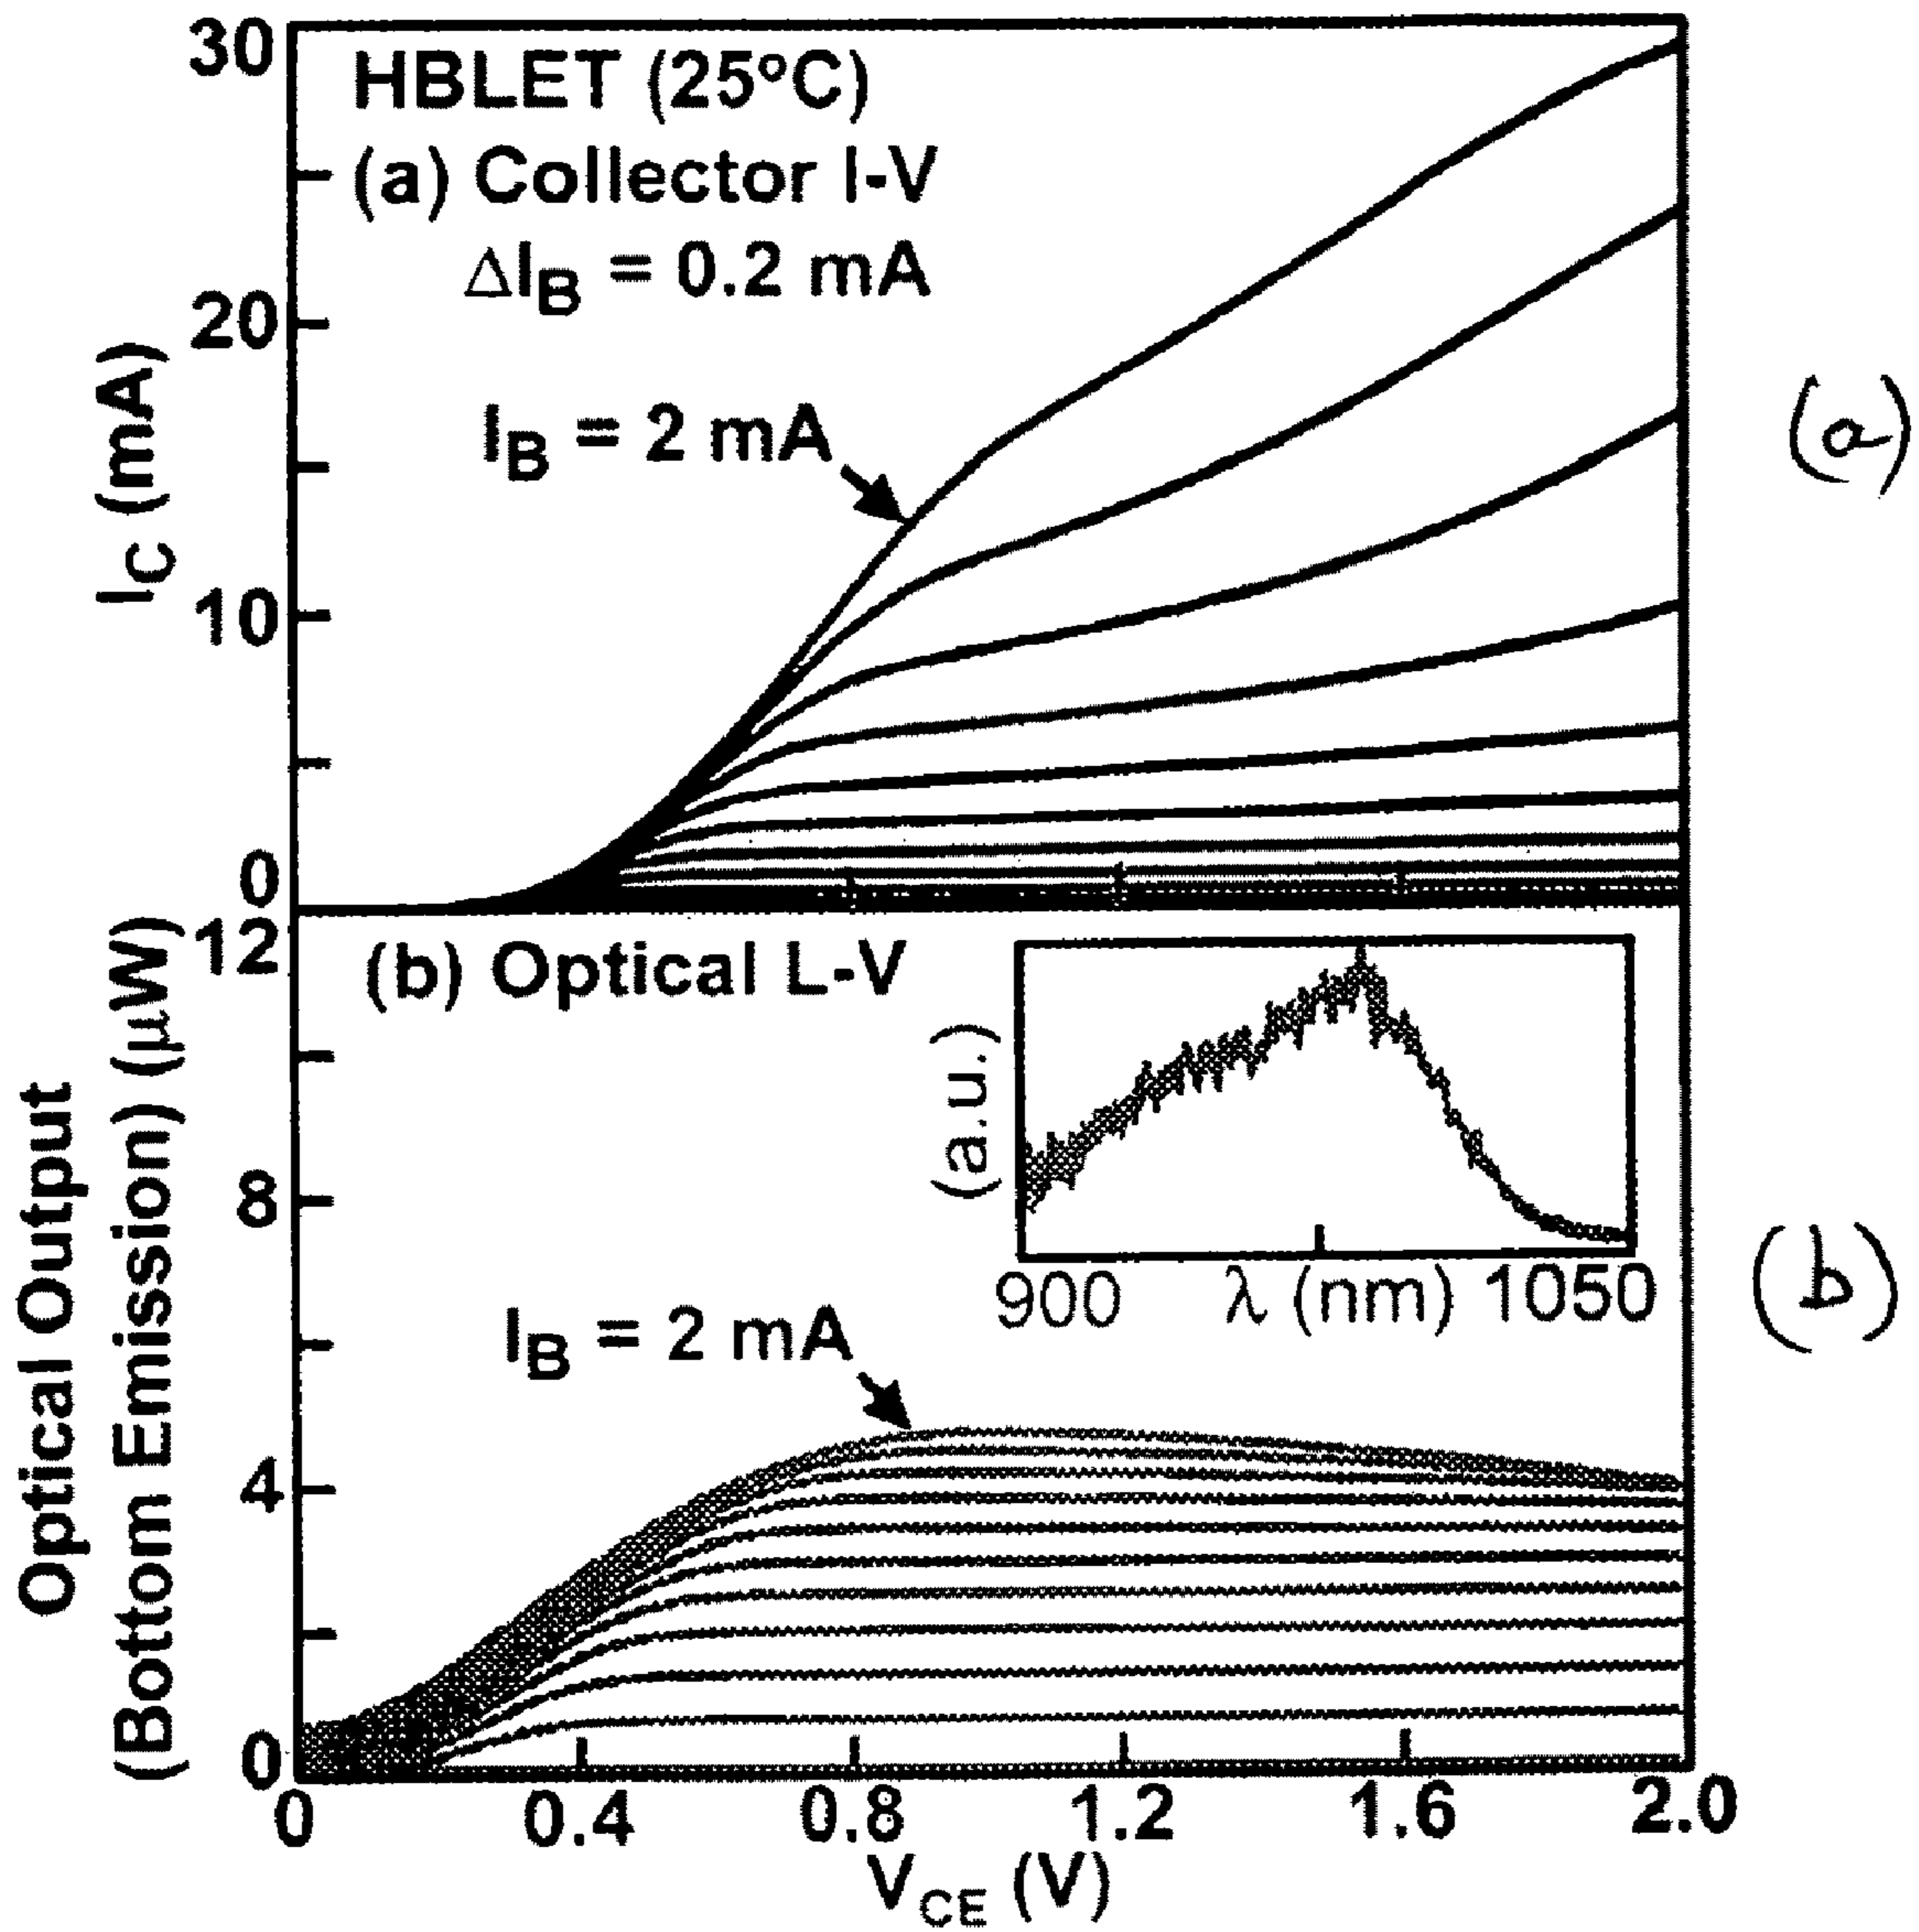 30
HBLET (25°C)
(a) Collector I-V
ΔI_B = 0.2 mA
20
I_C (mA)
I_B = 2 mA
(a)
10
0
12
(b) Optical L-V
(a.u.)
900 λ (nm) 1050
8
Optical Output
(Bottom Emission) (μW)
(b)
I_B = 2 mA
4
0
0 0.4 0.8 1.2 1.6 2.0
V_CE (V)